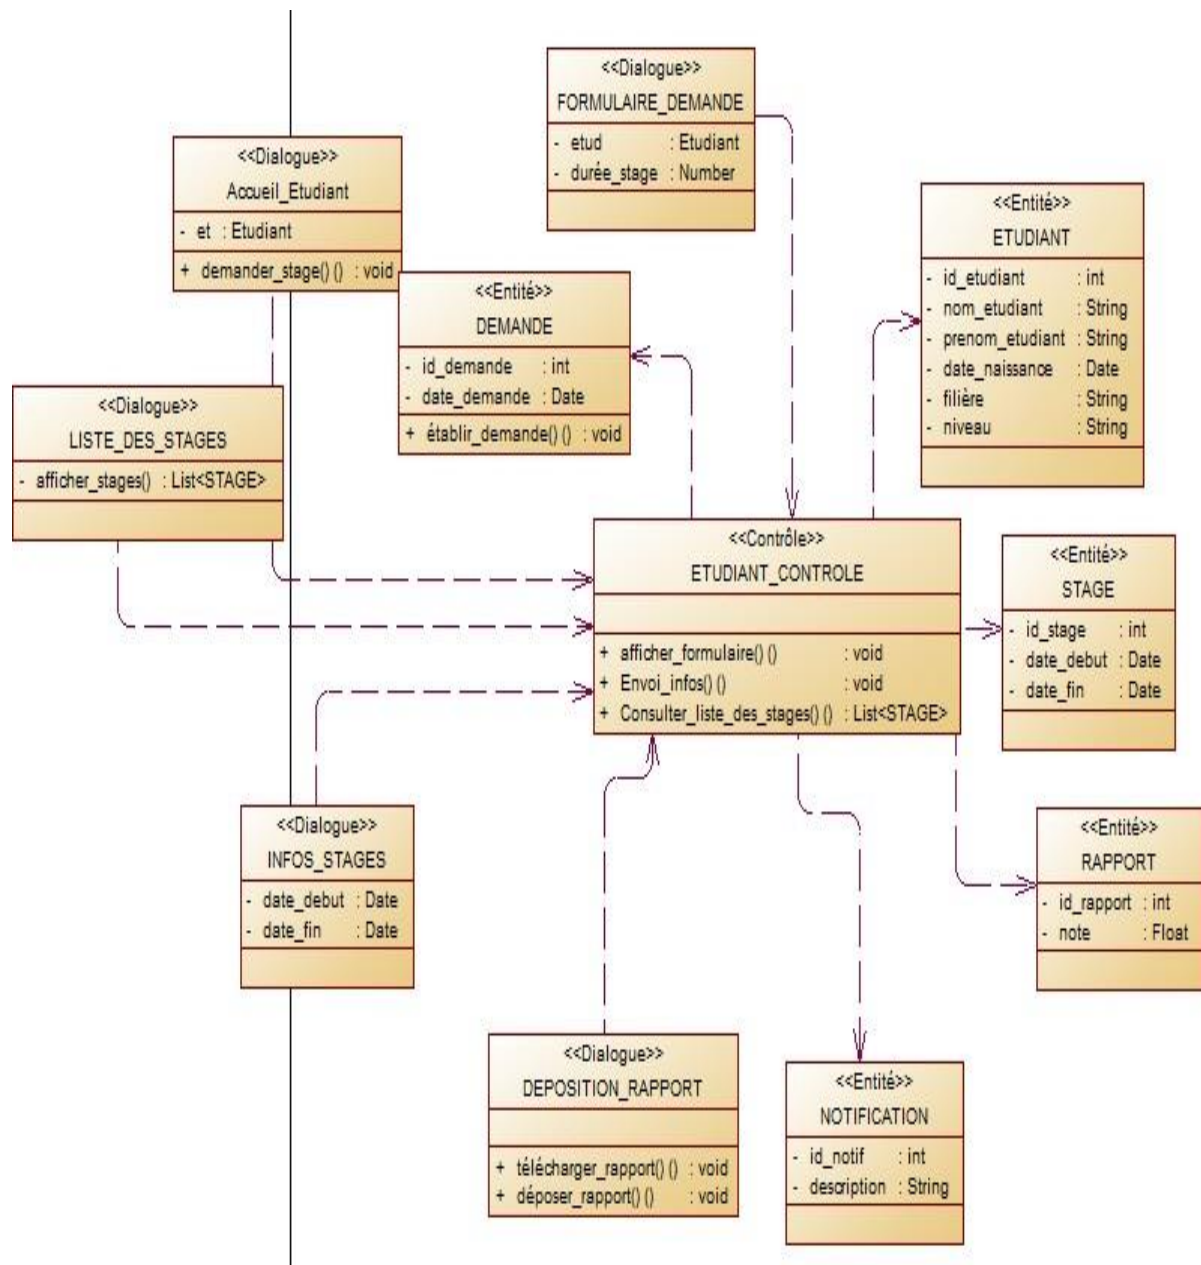 <<Dialogue>>
FORMULAIRE_DEMANDE
- etud : Etudiant
- durée_stage : Number
<<Dialogue>>
Accueil_Etudiant
- et : Etudiant
+ demander_stage() () : void
<<Entité>>
ETUDIANT
- id_etudiant : int
- nom_etudiant : String
- prenom_etudiant : String
- date_naissance : Date
- filière : String
- niveau : String
<<Entité>>
DEMANDE
- id_demande : int
- date_demande : Date
+ établir_demande() () : void
<<Dialogue>>
LISTE_DES_STAGES
- afficher_stages() : List<STAGE>
<<Contrôle>>
ETUDIANT_CONTROLE
+ afficher_formulaire() () : void
+ Envoi_infos() () : void
+ Consulter_liste_des_stages() () : List<STAGE>
<<Entité>>
STAGE
- id_stage : int
- date_debut : Date
- date_fin : Date
<<Dialogue>>
INFOS_STAGES
- date_debut : Date
- date_fin : Date
<<Entité>>
RAPPORT
- id_rapport : int
- note : Float
<<Dialogue>>
DEPOSITION_RAPPORT
+ télécharger_rapport() () : void
+ déposer_rapport() () : void
<<Entité>>
NOTIFICATION
- id_notif : int
- description : String